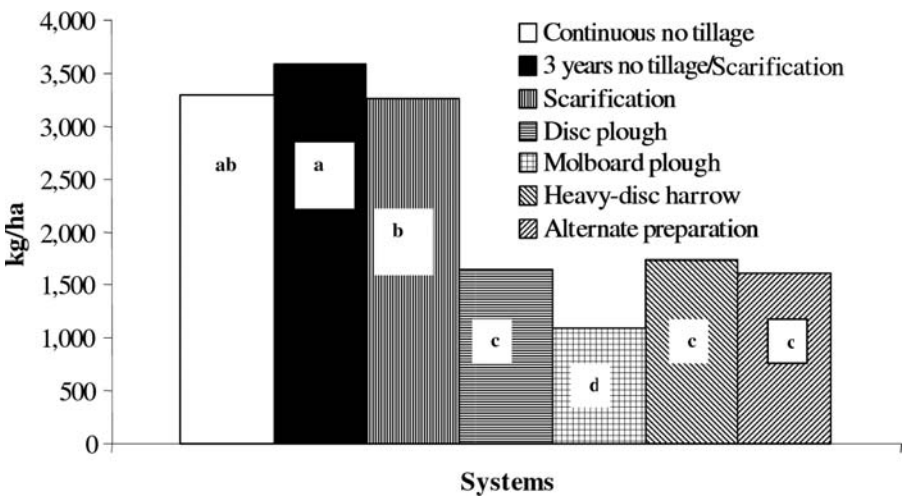 4,000
3,500
3,000
2,500
2,000
1,500
1,000
500
0
kg/ha
Continuous no tillage
3 years no tillage/Scarification
Scarification
Disc plough
Molboard plough
Heavy-disc harrow
Alternate preparation
ab
a
b
c
d
c
c
Systems